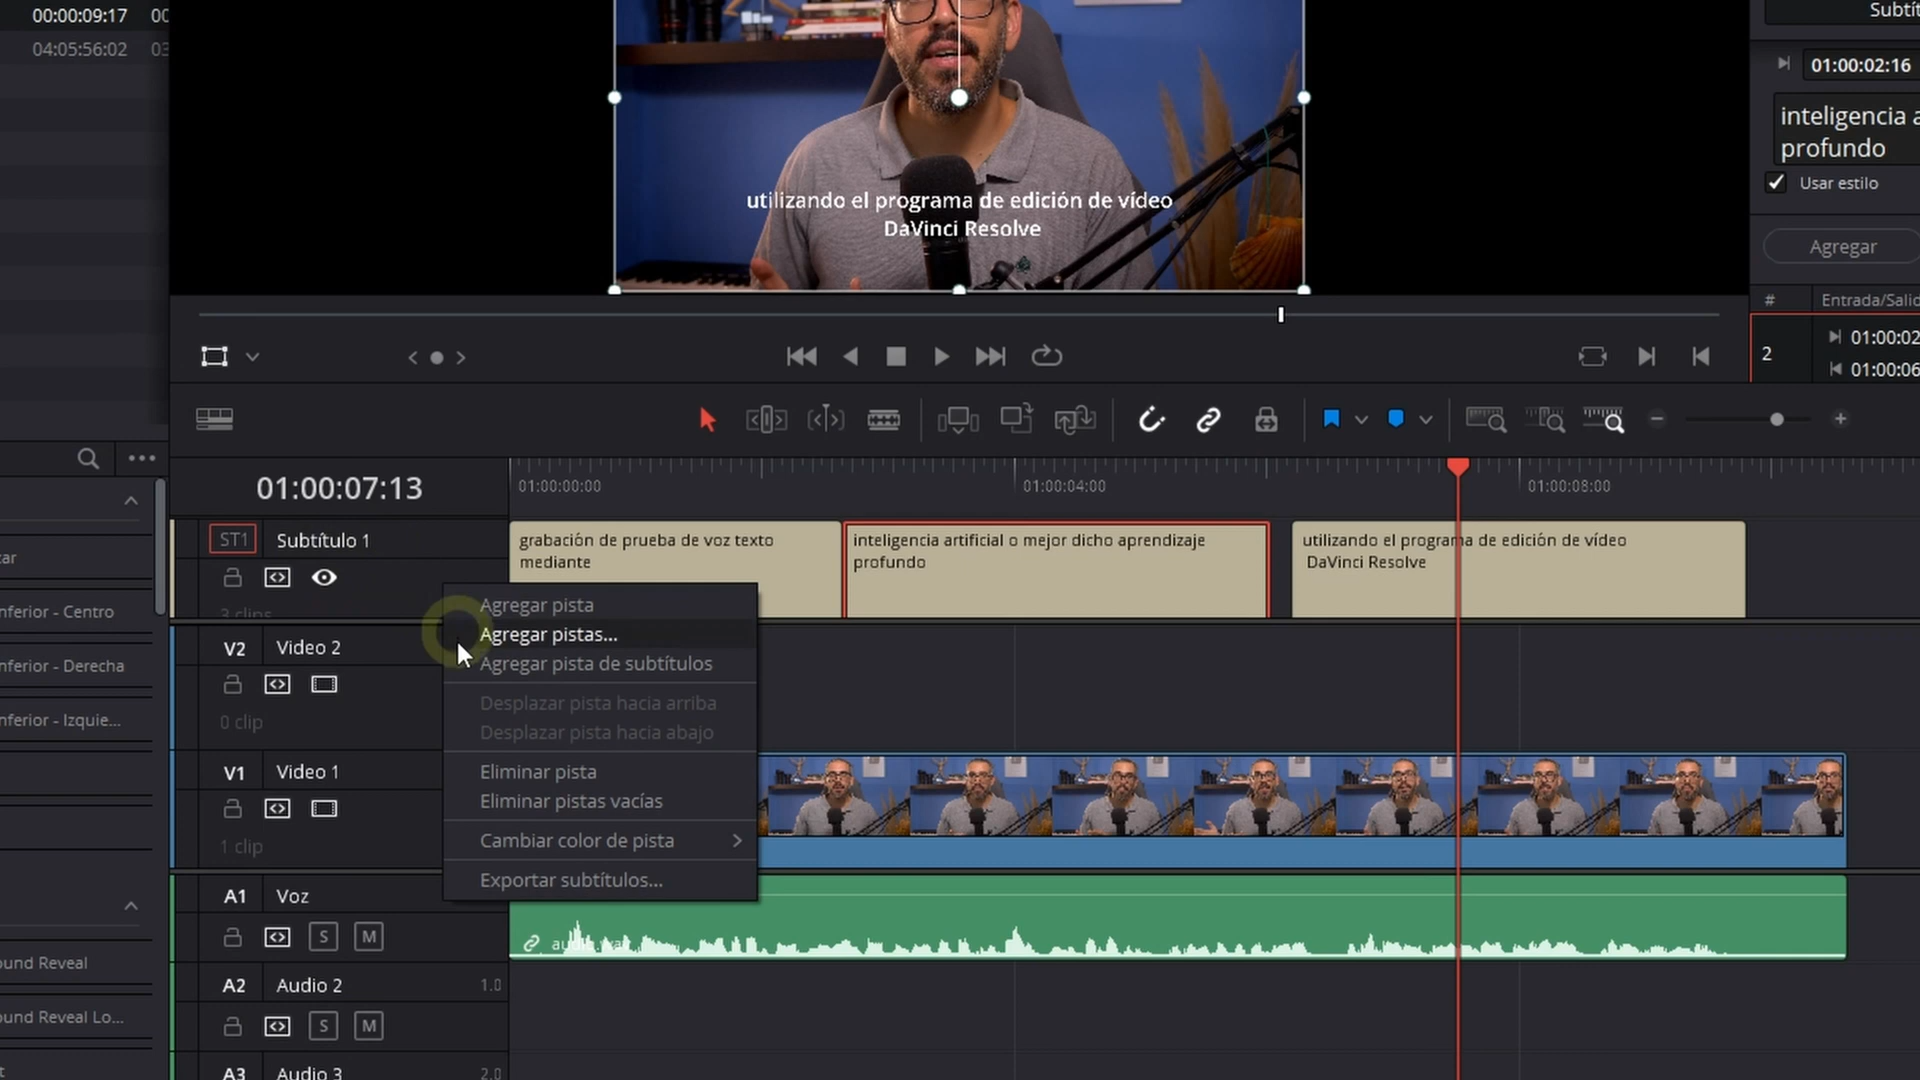 00:00:09:17
04:05:56:02
03
utilizando el programa de edición de vídeo
DaVinci Resolve
01:00:02:16
inteligencia a
profundo
Usar estilo
Agregar
# Entrada/Salid
2
01:00:02
01:00:06
01:00:07:13
01:00:00:00
01:00:04:00
01:00:08:00
ST1 Subtítulo 1
3 clips
grabación de prueba de voz texto
mediante
inteligencia artificial o mejor dicho aprendizaje
profundo
utilizando el programa de edición de vídeo
DaVinci Resolve
Agregar pista
Agregar pistas...
Agregar pista de subtítulos
Desplazar pista hacia arriba
Desplazar pista hacia abajo
Eliminar pista
Eliminar pistas vacías
Cambiar color de pista
Exportar subtítulos...
V2 Video 2
0 clip
V1 Video 1
1 clip
A1 Voz
S M
A2 Audio 2 1.0
S M
A3 Audio 3 2.0
nferior - Centro
nferior - Derecha
nferior - Izquie...
ound Reveal
ound Reveal Lo...